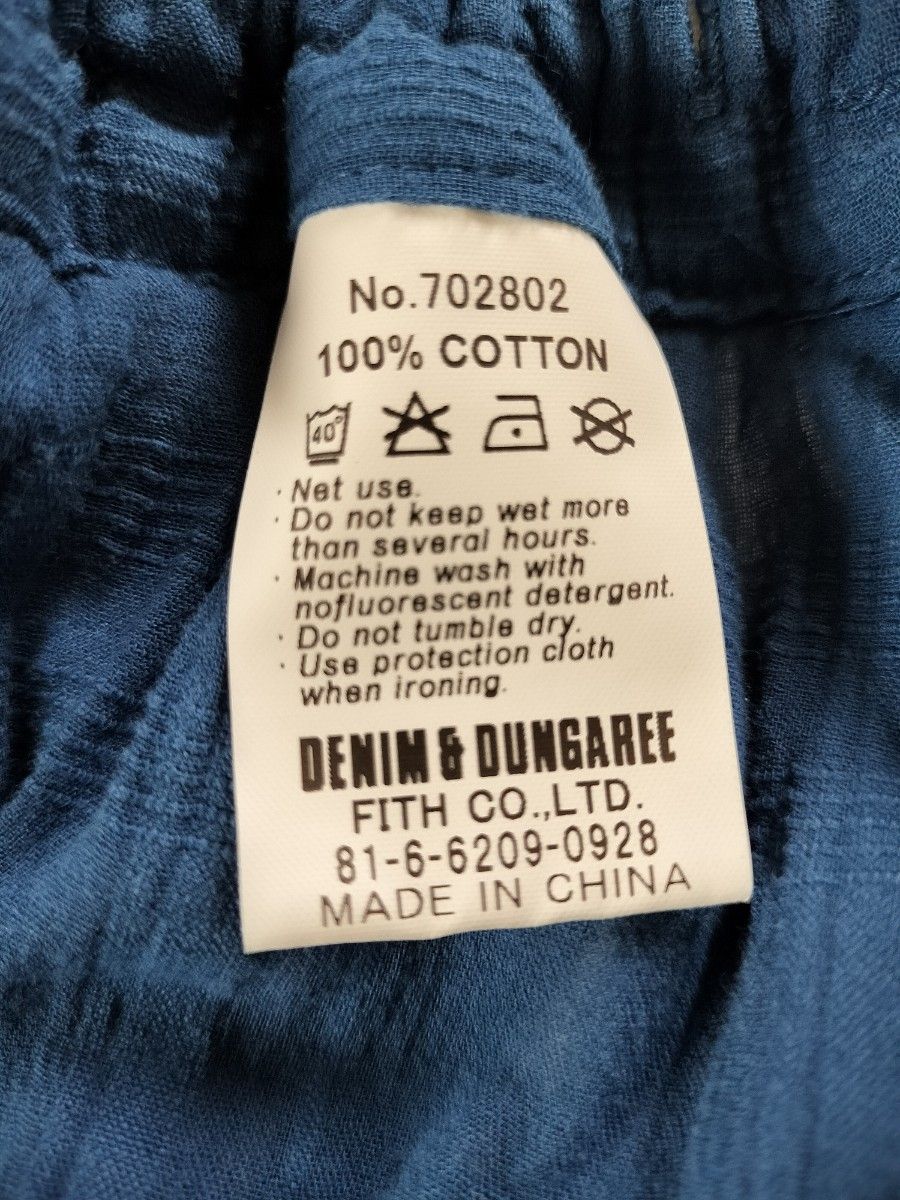 No.702802
100% COTTON
40°
· Net use.
· Do not keep wet more
than several hours.
· Machine wash with
nofluorescent detergent.
· Do not tumble dry.
· Use protection cloth
when ironing.
DENIM & DUNGAREE
FITH CO.,LTD.
81-6-6209-0928
MADE IN CHINA